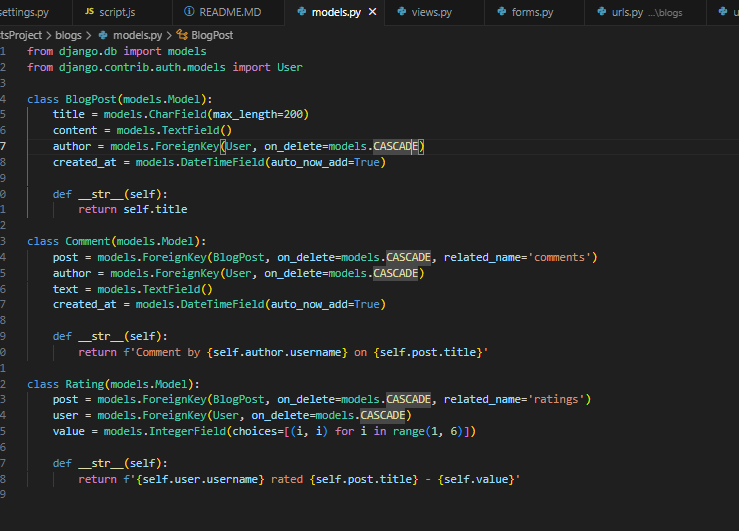 settings.py JS script.js README.MD models.py views.py forms.py urls.py ...\blogs
stsProject > blogs > models.py > BlogPost
1 from django.db import models
2 from django.contrib.auth.models import User
3
4 class BlogPost(models.Model):
5     title = models.CharField(max_length=200)
6     content = models.TextField()
7     author = models.ForeignKey(User, on_delete=models.CASCADE)
8     created_at = models.DateTimeField(auto_now_add=True)
9
0     def __str__(self):
1         return self.title
2
3 class Comment(models.Model):
4     post = models.ForeignKey(BlogPost, on_delete=models.CASCADE, related_name='comments')
5     author = models.ForeignKey(User, on_delete=models.CASCADE)
6     text = models.TextField()
7     created_at = models.DateTimeField(auto_now_add=True)
8
9     def __str__(self):
0         return f'Comment by {self.author.username} on {self.post.title}'
1
2 class Rating(models.Model):
3     post = models.ForeignKey(BlogPost, on_delete=models.CASCADE, related_name='ratings')
4     user = models.ForeignKey(User, on_delete=models.CASCADE)
5     value = models.IntegerField(choices=[(i, i) for i in range(1, 6)])
6
7     def __str__(self):
8         return f'{self.user.username} rated {self.post.title} - {self.value}'
9